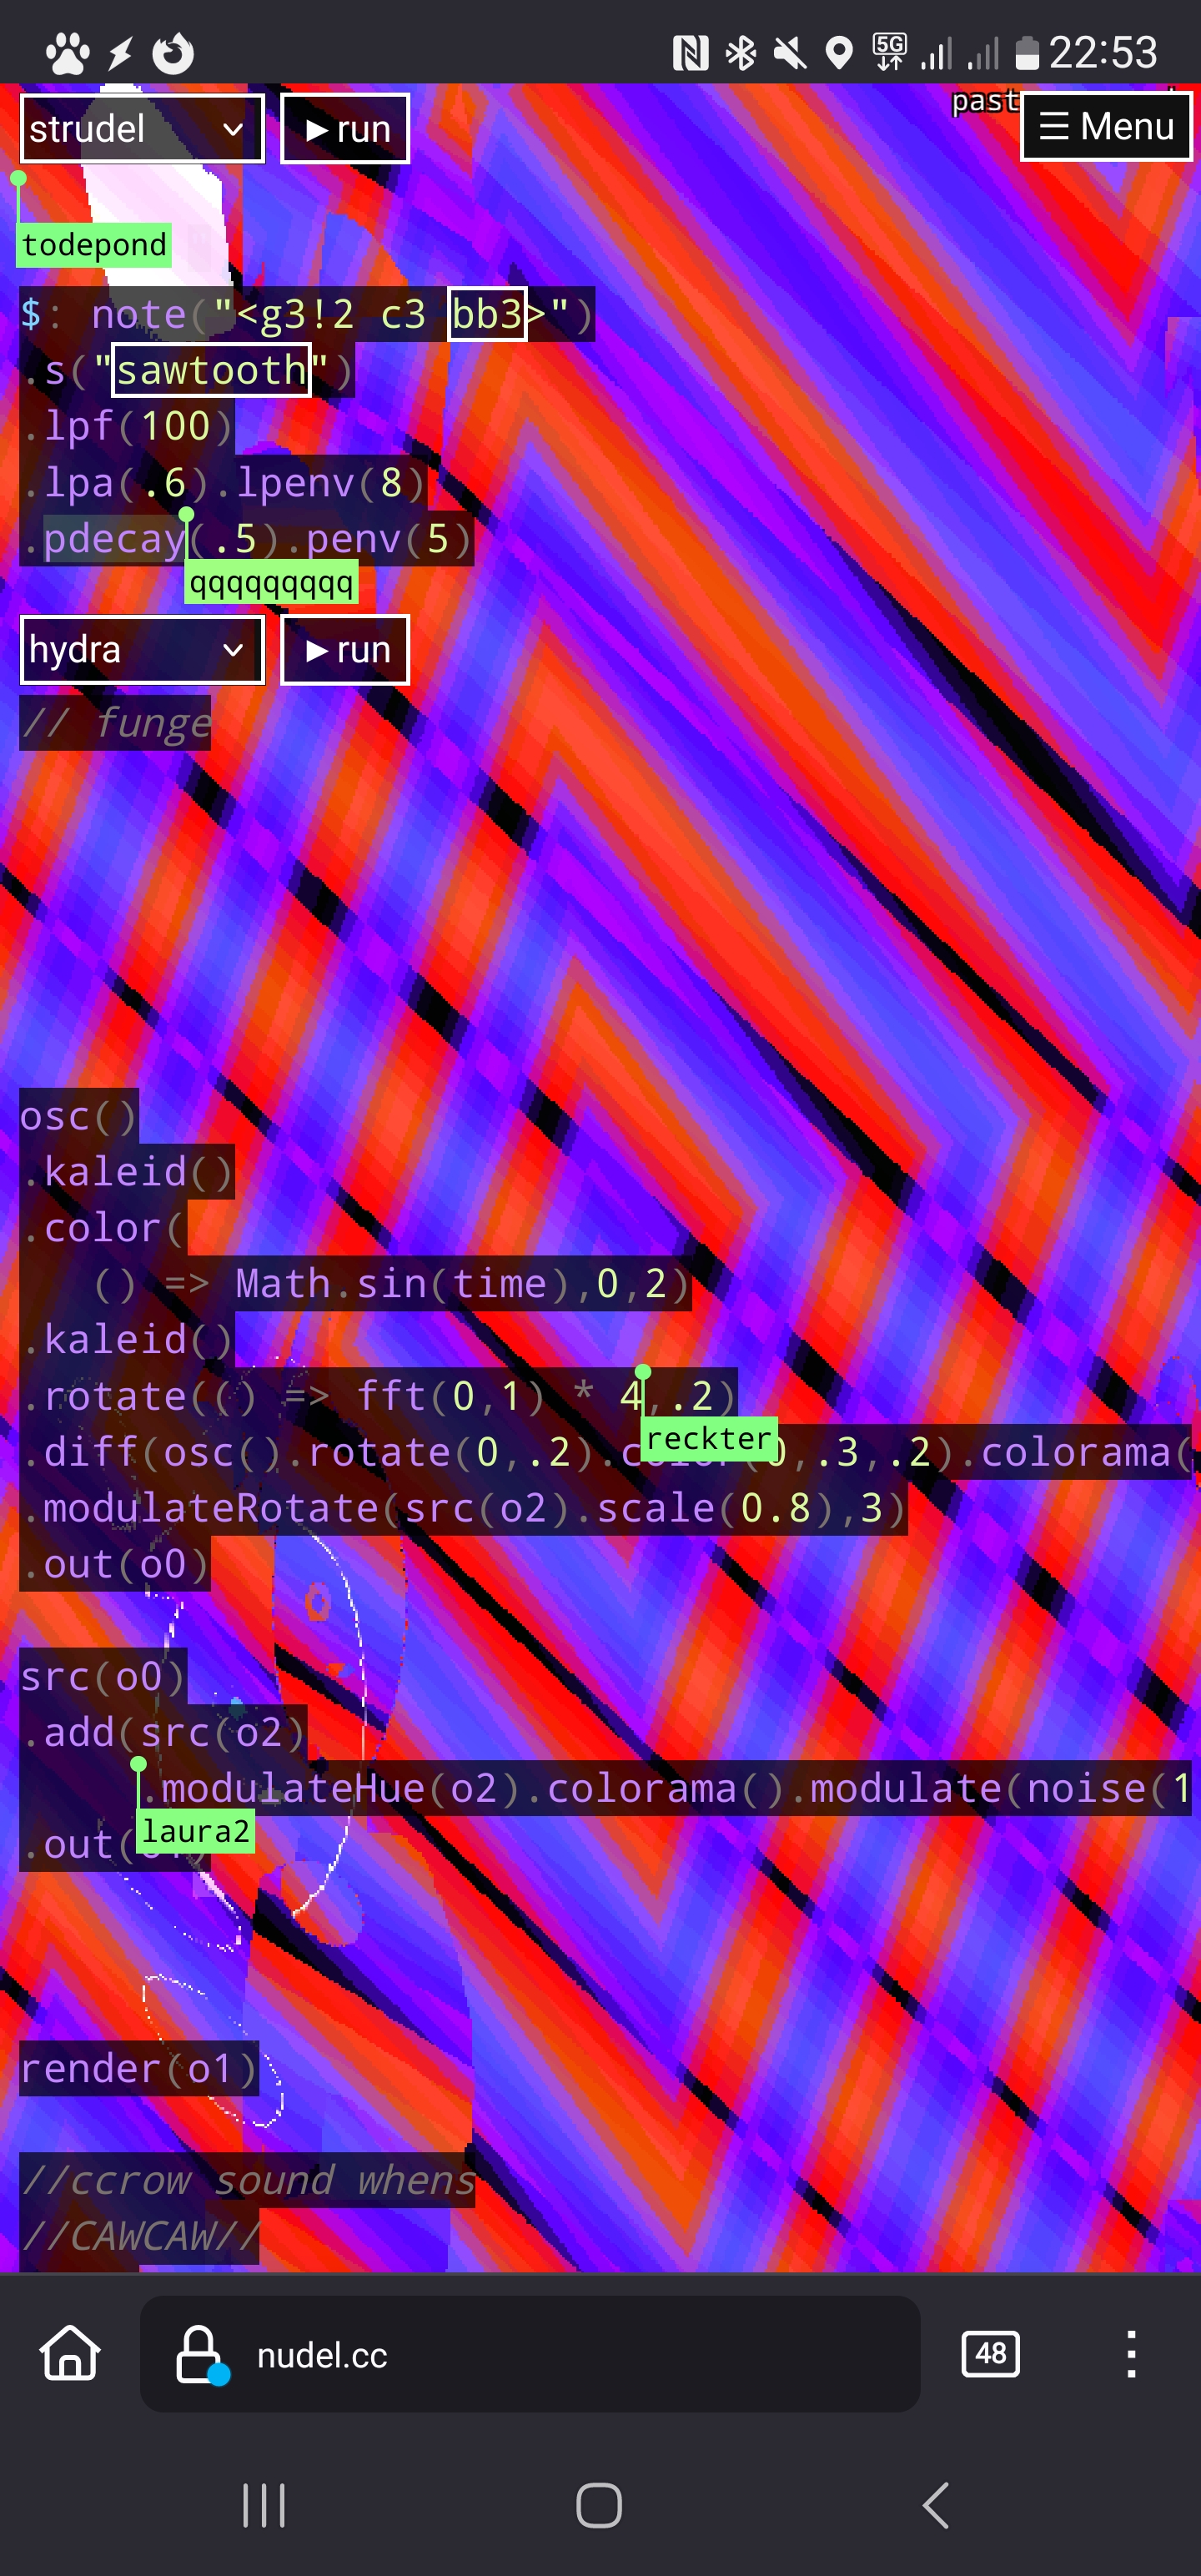 5G
22:53
strudel
►run
past
☰ Menu
todepond
$: note("<g3!2 c3 bb3>")
.s("sawtooth")
.lpf(100)
.lpa(.6).lpenv(8)
.pdecay(.5).penv(5)
qqqqqqqqq
hydra
►run
// funge
osc()
.kaleid()
.color(
() => Math.sin(time),0,2)
.kaleid()
.rotate(() => fft(0,1) * 4,.2)
reckter
.diff(osc().rotate(0,.2).color(0,.3,.2).colorama(
.modulateRotate(src(o2).scale(0.8),3)
.out(o0)
src(o0)
.add(src(o2)
.modulateHue(o2).colorama().modulate(noise(1
laura2
.out(
render(o1)
//ccrow sound whens
//CAWCAW//
nudel.cc
48